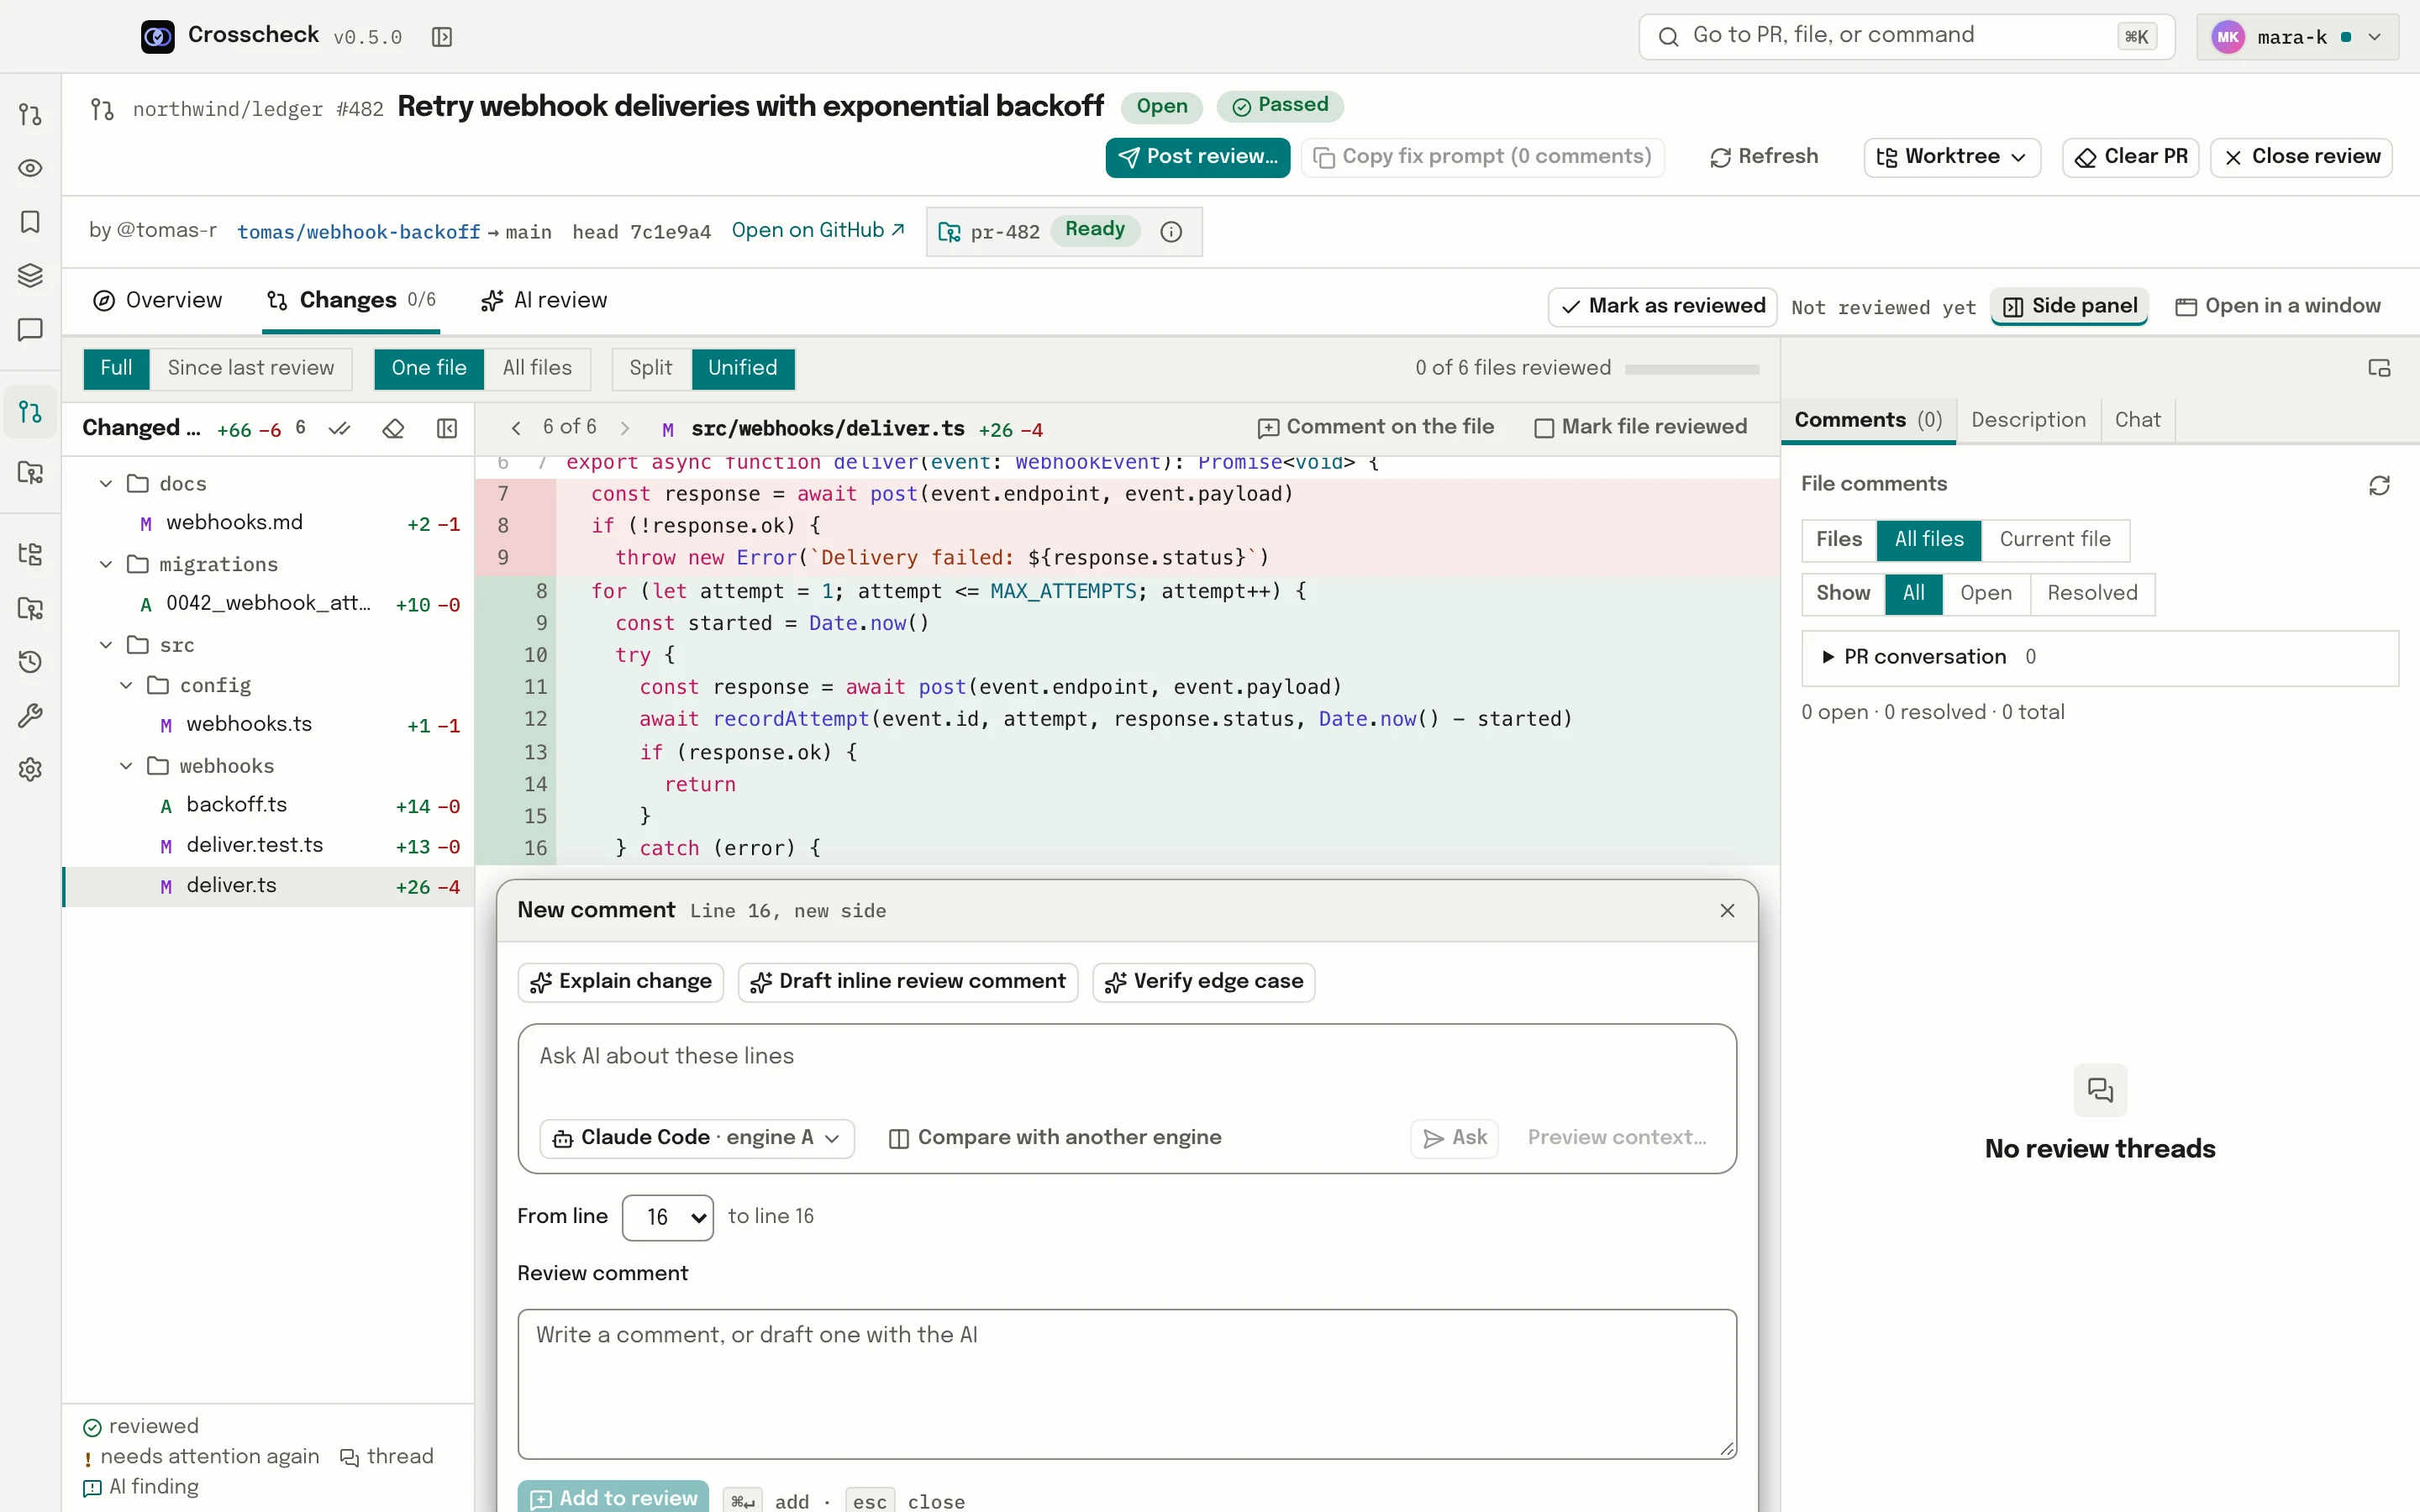 Crosscheck v0.5.0
Go to PR, file, or command ⌘K
MK mara-k
northwind/ledger #482 Retry webhook deliveries with exponential backoff Open Passed
Post review… Copy fix prompt (0 comments) Refresh Worktree Clear PR Close review
by @tomas-r tomas/webhook-backoff → main head 7c1e9a4 Open on GitHub ↗ pr-482 Ready
Overview Changes 0/6 AI review
Mark as reviewed Not reviewed yet Side panel Open in a window
Full Since last review One file All files Split Unified 0 of 6 files reviewed
Changed ... +66 −6 6
6 of 6 M src/webhooks/deliver.ts +26 −4 Comment on the file Mark file reviewed
docs
M webhooks.md +2 −1
migrations
A 0042_webhook_att... +10 −0
src
config
M webhooks.ts +1 −1
webhooks
A backoff.ts +14 −0
M deliver.test.ts +13 −0
M deliver.ts +26 −4
reviewed
! needs attention again thread
AI finding
6 7 export async function deliver(event: WebhookEvent): Promise<void> {
7 const response = await post(event.endpoint, event.payload)
8 if (!response.ok) {
9 throw new Error(`Delivery failed: ${response.status}`)
8 for (let attempt = 1; attempt <= MAX_ATTEMPTS; attempt++) {
9 const started = Date.now()
10 try {
11 const response = await post(event.endpoint, event.payload)
12 await recordAttempt(event.id, attempt, response.status, Date.now() - started)
13 if (response.ok) {
14 return
15 }
16 } catch (error) {
New comment Line 16, new side
Explain change Draft inline review comment Verify edge case
Ask AI about these lines
Claude Code · engine A Compare with another engine Ask Preview context…
From line 16 to line 16
Review comment
Write a comment, or draft one with the AI
Add to review ⌘↵ add · esc close
Comments (0) Description Chat
File comments
Files All files Current file
Show All Open Resolved
PR conversation 0
0 open · 0 resolved · 0 total
No review threads